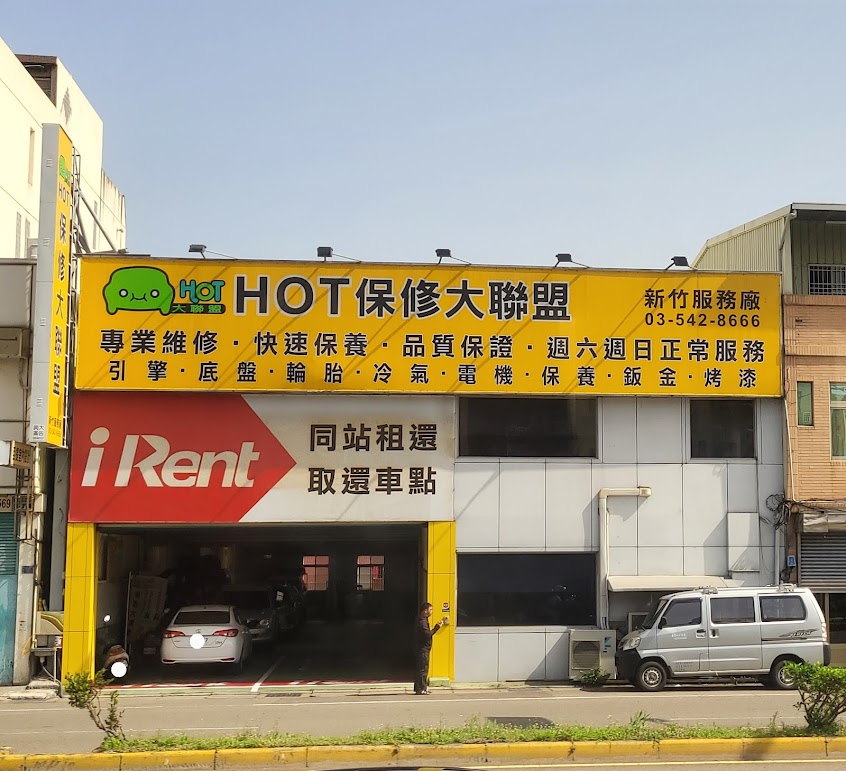 HOT保修大聯盟
HOT
大聯盟
HOT保修大聯盟
新竹服務廠
03-542-8666
專業維修・快速保養・品質保證・週六週日正常服務
引擎・底盤・輪胎・冷氣・電機・保養・鈑金・烤漆
iRent
同站租還
取還車點